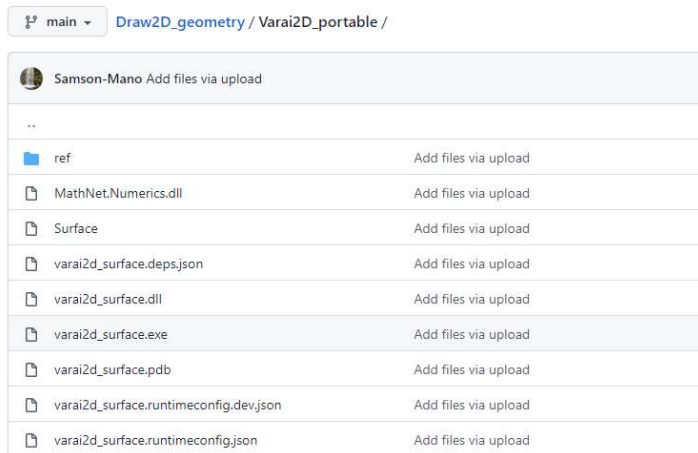 main
Draw2D_geometry / Varai2D_portable /
Samson-Mano Add files via upload
..
ref Add files via upload
MathNet.Numerics.dll Add files via upload
Surface Add files via upload
varai2d_surface.deps.json Add files via upload
varai2d_surface.dll Add files via upload
varai2d_surface.exe Add files via upload
varai2d_surface.pdb Add files via upload
varai2d_surface.runtimeconfig.dev.json Add files via upload
varai2d_surface.runtimeconfig.json Add files via upload